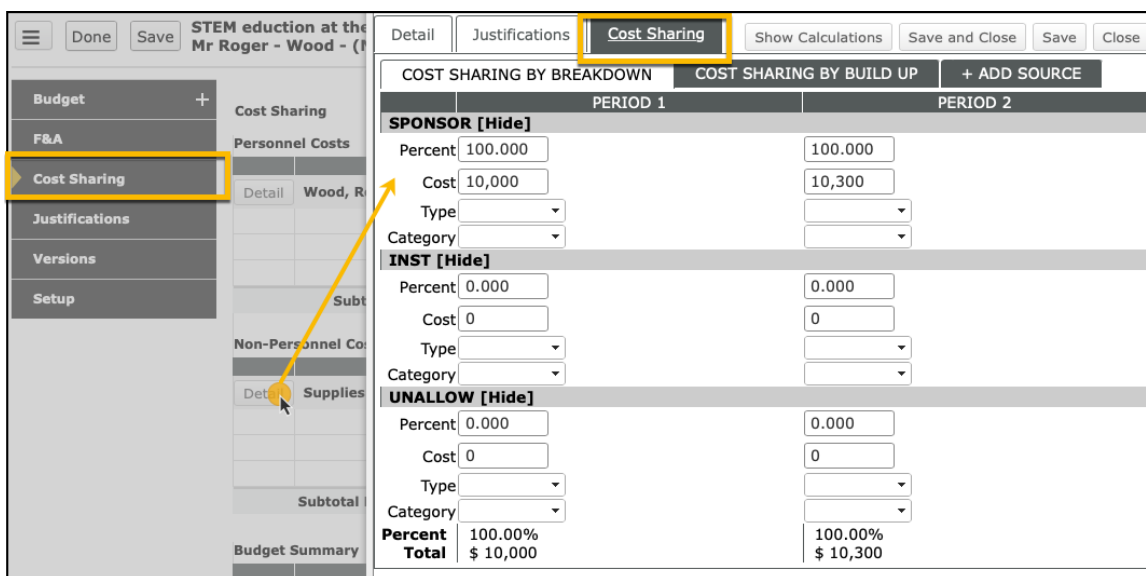 Done Save STEM eduction at the
Mr Roger - Wood - (
Budget +
F&A
Cost Sharing
Justifications
Versions
Setup
Cost Sharing
Personnel Costs
Detail Wood, R
Subt
Non-Personnel Co
Detail Supplies
Subtotal
Budget Summary
Detail Justifications Cost Sharing Show Calculations Save and Close Save Close
COST SHARING BY BREAKDOWN COST SHARING BY BUILD UP + ADD SOURCE
PERIOD 1 PERIOD 2
SPONSOR [Hide]
Percent 100.000 100.000
Cost 10,000 10,300
Type
Category
INST [Hide]
Percent 0.000 0.000
Cost 0 0
Type
Category
UNALLOW [Hide]
Percent 0.000 0.000
Cost 0 0
Type
Category
Percent 100.00% 100.00%
Total $ 10,000 $ 10,300